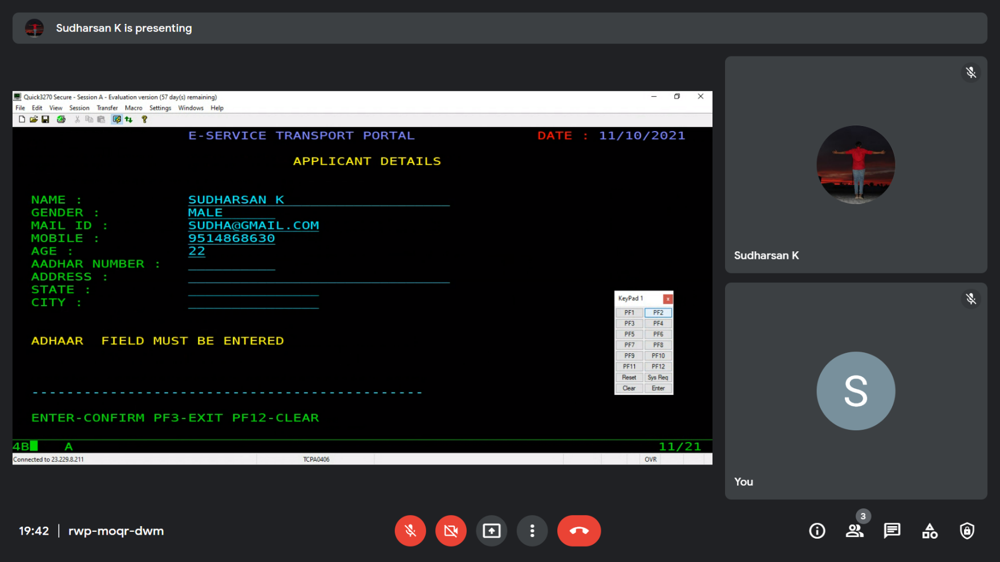 Sudharsan K is presenting
Quick3270 Secure - Session A - Evaluation version (57 day(s) remaining)
File Edit View Session Transfer Macro Settings Windows Help
E-SERVICE TRANSPORT PORTAL DATE : 11/10/2021
APPLICANT DETAILS
NAME : SUDHARSAN K
GENDER : MALE
MAIL ID : SUDHA@GMAIL.COM
MOBILE : 9514868630
AGE : 22
AADHAR NUMBER :
ADDRESS :
STATE :
CITY :
ADHAAR FIELD MUST BE ENTERED
ENTER-CONFIRM PF3-EXIT PF12-CLEAR
4B A 11/21
Connected to 23.229.8.211 TCPA0406 OVR
KeyPad 1 x
PF1 PF2
PF3 PF4
PF5 PF6
PF7 PF8
PF9 PF10
PF11 PF12
Reset Sys Req
Clear Enter
Sudharsan K
S
You
19:42 | rwp-moqr-dwm
3